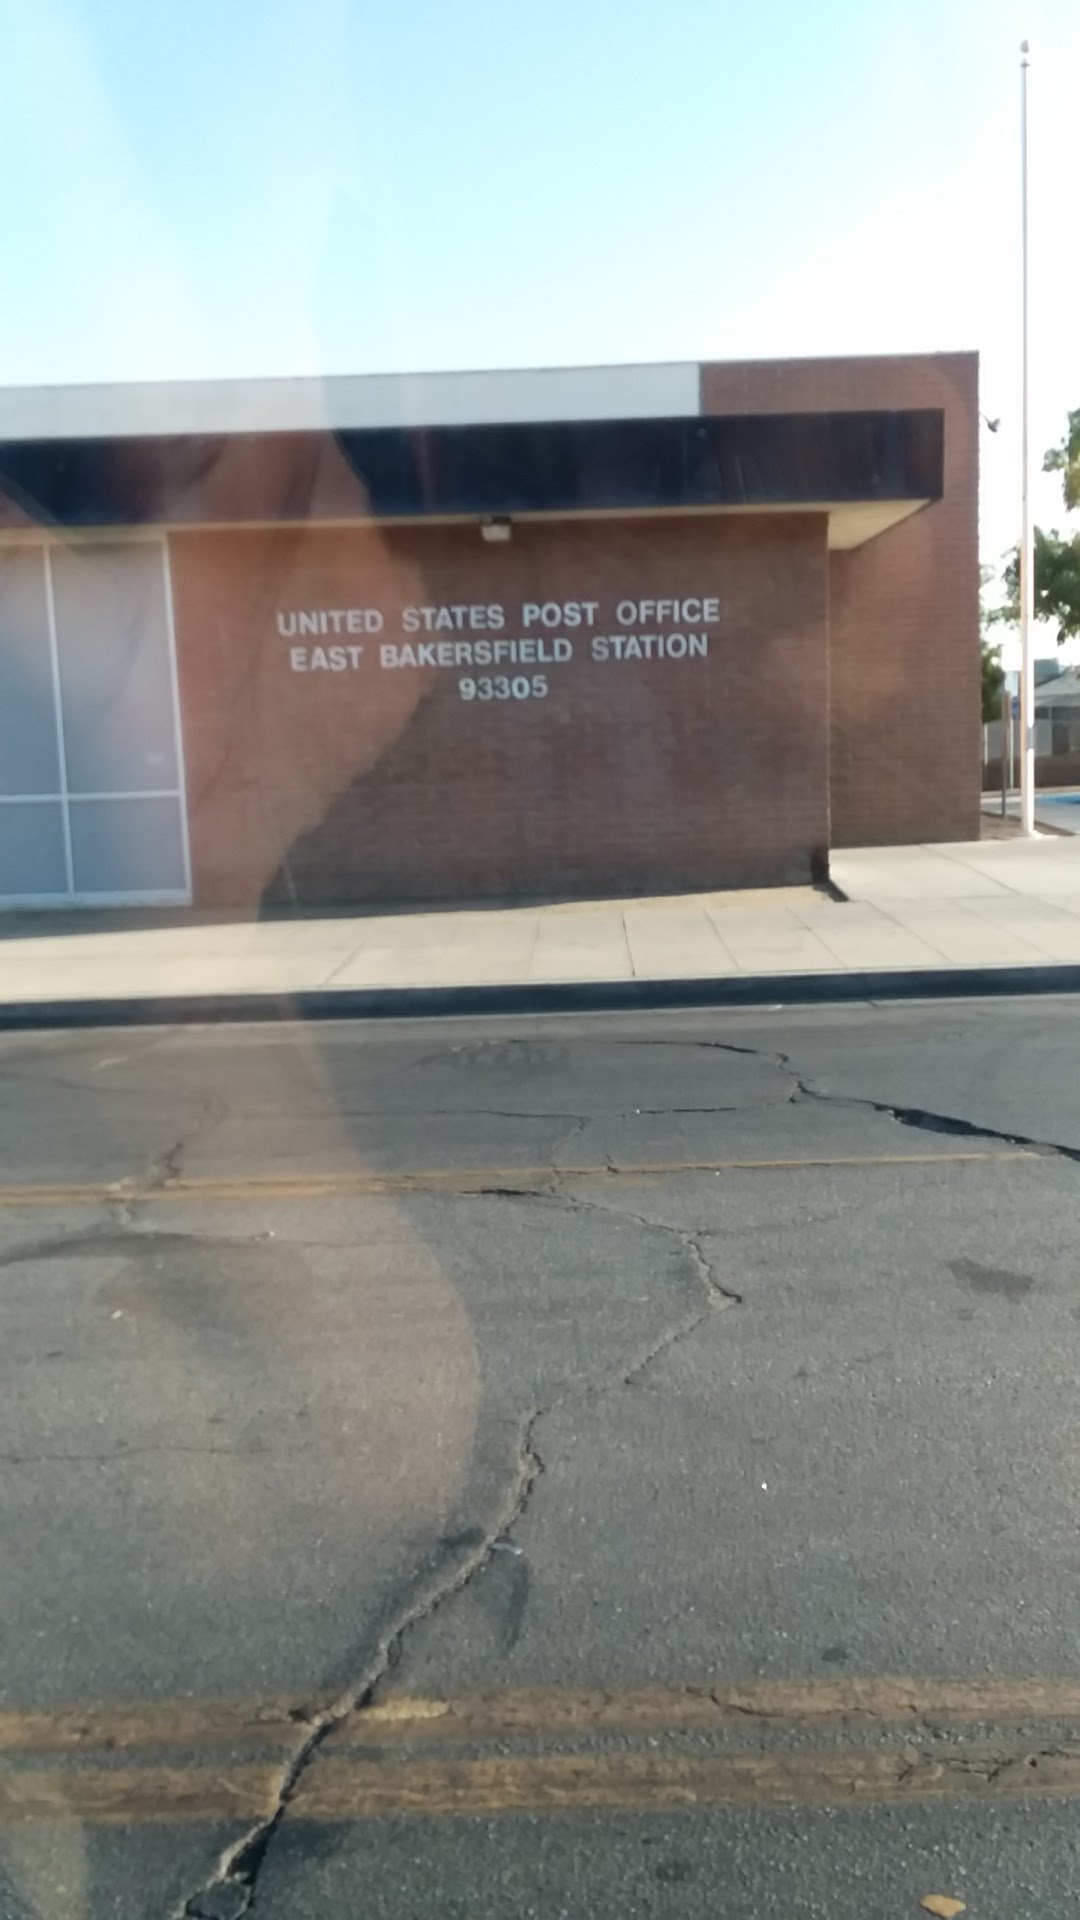 UNITED STATES POST OFFICE
EAST BAKERSFIELD STATION
93305